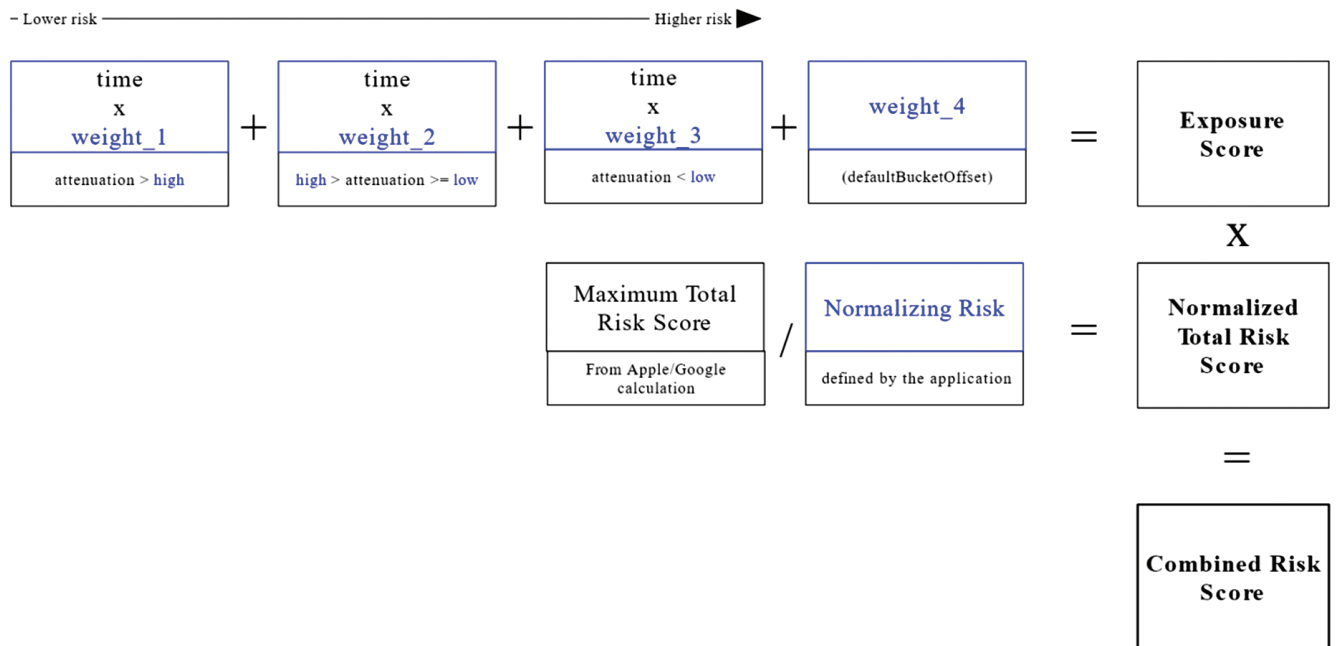 – Lower risk
Higher risk
time
x
weight_1
attenuation > high
+
time
x
weight_2
high > attenuation >= low
+
time
x
weight_3
attenuation < low
+
weight_4
(defaultBucketOffset)
=
Exposure
Score
X
Maximum Total
Risk Score
From Apple/Google
calculation
/
Normalizing Risk
defined by the application
=
Normalized
Total Risk
Score
=
Combined Risk
Score